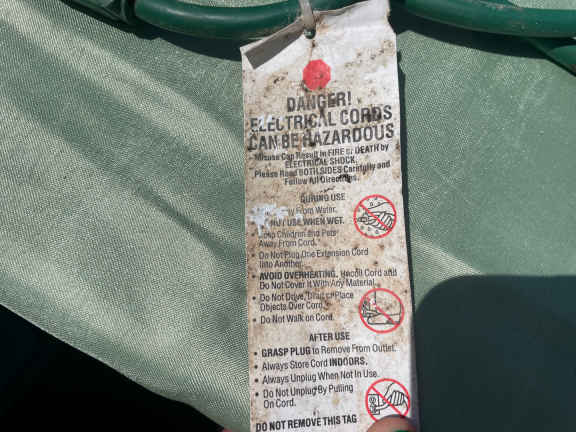 DANGER!
ELECTRICAL CORDS
CAN BE HAZARDOUS
Misuse Can Result in FIRE or DEATH by
ELECTRICAL SHOCK.
Please Read BOTH SIDES Carefully and
Follow All Directions.
DURING USE
From Water.
NOT USE WHEN WET.
Keep Children and Pets
Away From Cord.
• Do Not Plug One Extension Cord
Into Another.
• AVOID OVERHEATING. Uncoil Cord and
Do Not Cover it With Any Material.
• Do Not Drive, Drag or Place
Objects Over Cord.
• Do Not Walk on Cord.
AFTER USE
• GRASP PLUG to Remove From Outlet.
• Always Store Cord INDOORS.
• Always Unplug When Not In Use.
• Do Not Unplug By Pulling
On Cord.
DO NOT REMOVE THIS TAG